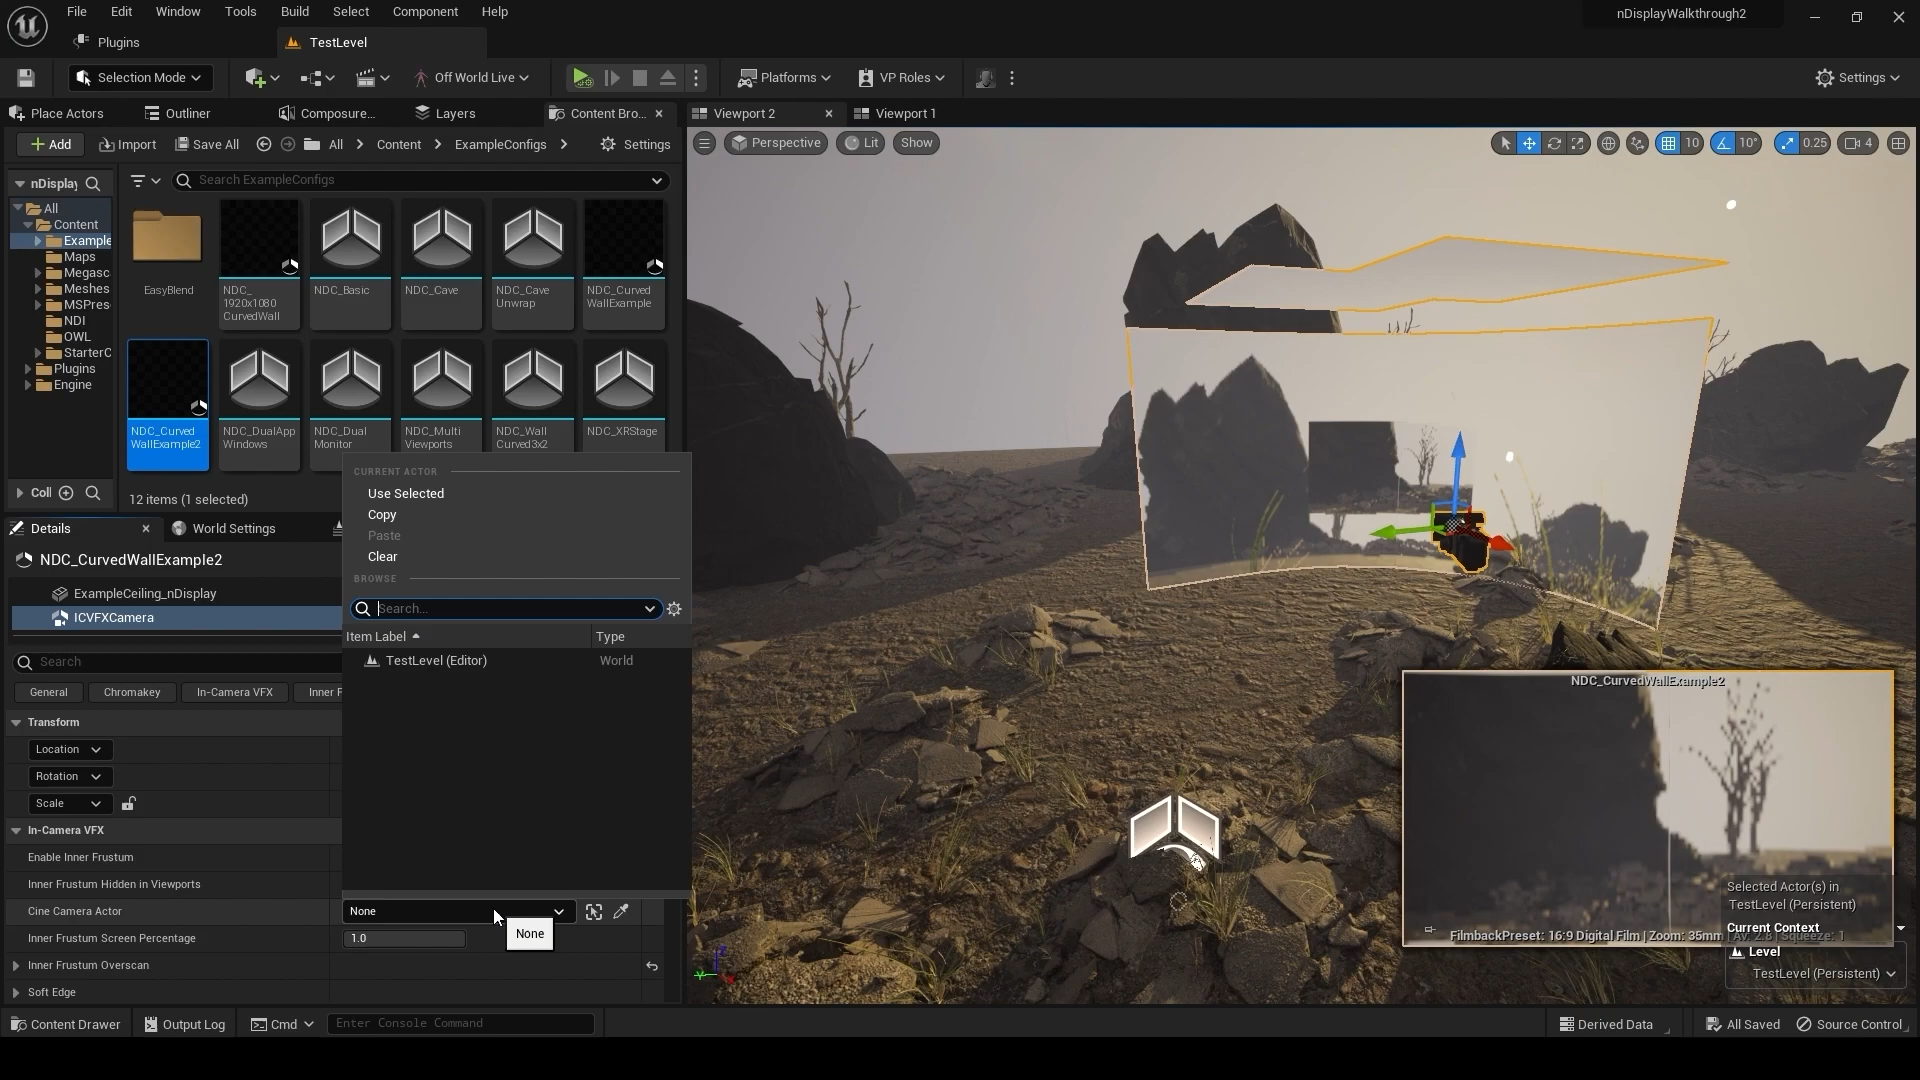 File Edit Window Tools Build Select Component Help
nDisplayWalkthrough2
Plugins
TestLevel
Selection Mode
Off World Live
Platforms
VP Roles
Settings
Place Actors
Outliner
Composure...
Layers
Content Bro...
Viewport 2
Viewport 1
Add
Import
Save All
All
Content
ExampleConfigs
Settings
Perspective
Lit
Show
10
10°
0.25
4
nDisplay
Search ExampleConfigs
All
Content
Example
Maps
Megasc
Meshes
MSPres
NDI
OWL
StarterC
Plugins
Engine
EasyBlend
NDC_
1920x1080
CurvedWall
NDC_Basic
NDC_Cave
NDC_Cave
Unwrap
NDC_Curved
WallExample
NDC_Curved
WallExample2
NDC_DualApp
Windows
NDC_Dual
Monitor
NDC_Multi
Viewports
NDC_Wall
Curved3x2
NDC_XRStage
Coll
12 items (1 selected)
Details
World Settings
NDC_CurvedWallExample2
ExampleCeiling_nDisplay
ICVFXCamera
Search
General
Chromakey
In-Camera VFX
Inner F
Transform
Location
Rotation
Scale
In-Camera VFX
Enable Inner Frustum
Inner Frustum Hidden in Viewports
Cine Camera Actor
None
Inner Frustum Screen Percentage
1.0
Inner Frustum Overscan
Soft Edge
CURRENT ACTOR
Use Selected
Copy
Paste
Clear
BROWSE
Search...
Item Label
Type
TestLevel (Editor)
World
None
NDC_CurvedWallExample2
Selected Actor(s) in
TestLevel (Persistent)
Current Context
FilmbackPreset: 16:9 Digital Film | Zoom: 35mm | Av: 2.8 | Squeeze: 1
Level
TestLevel (Persistent)
Content Drawer
Output Log
Cmd
Enter Console Command
Derived Data
All Saved
Source Control